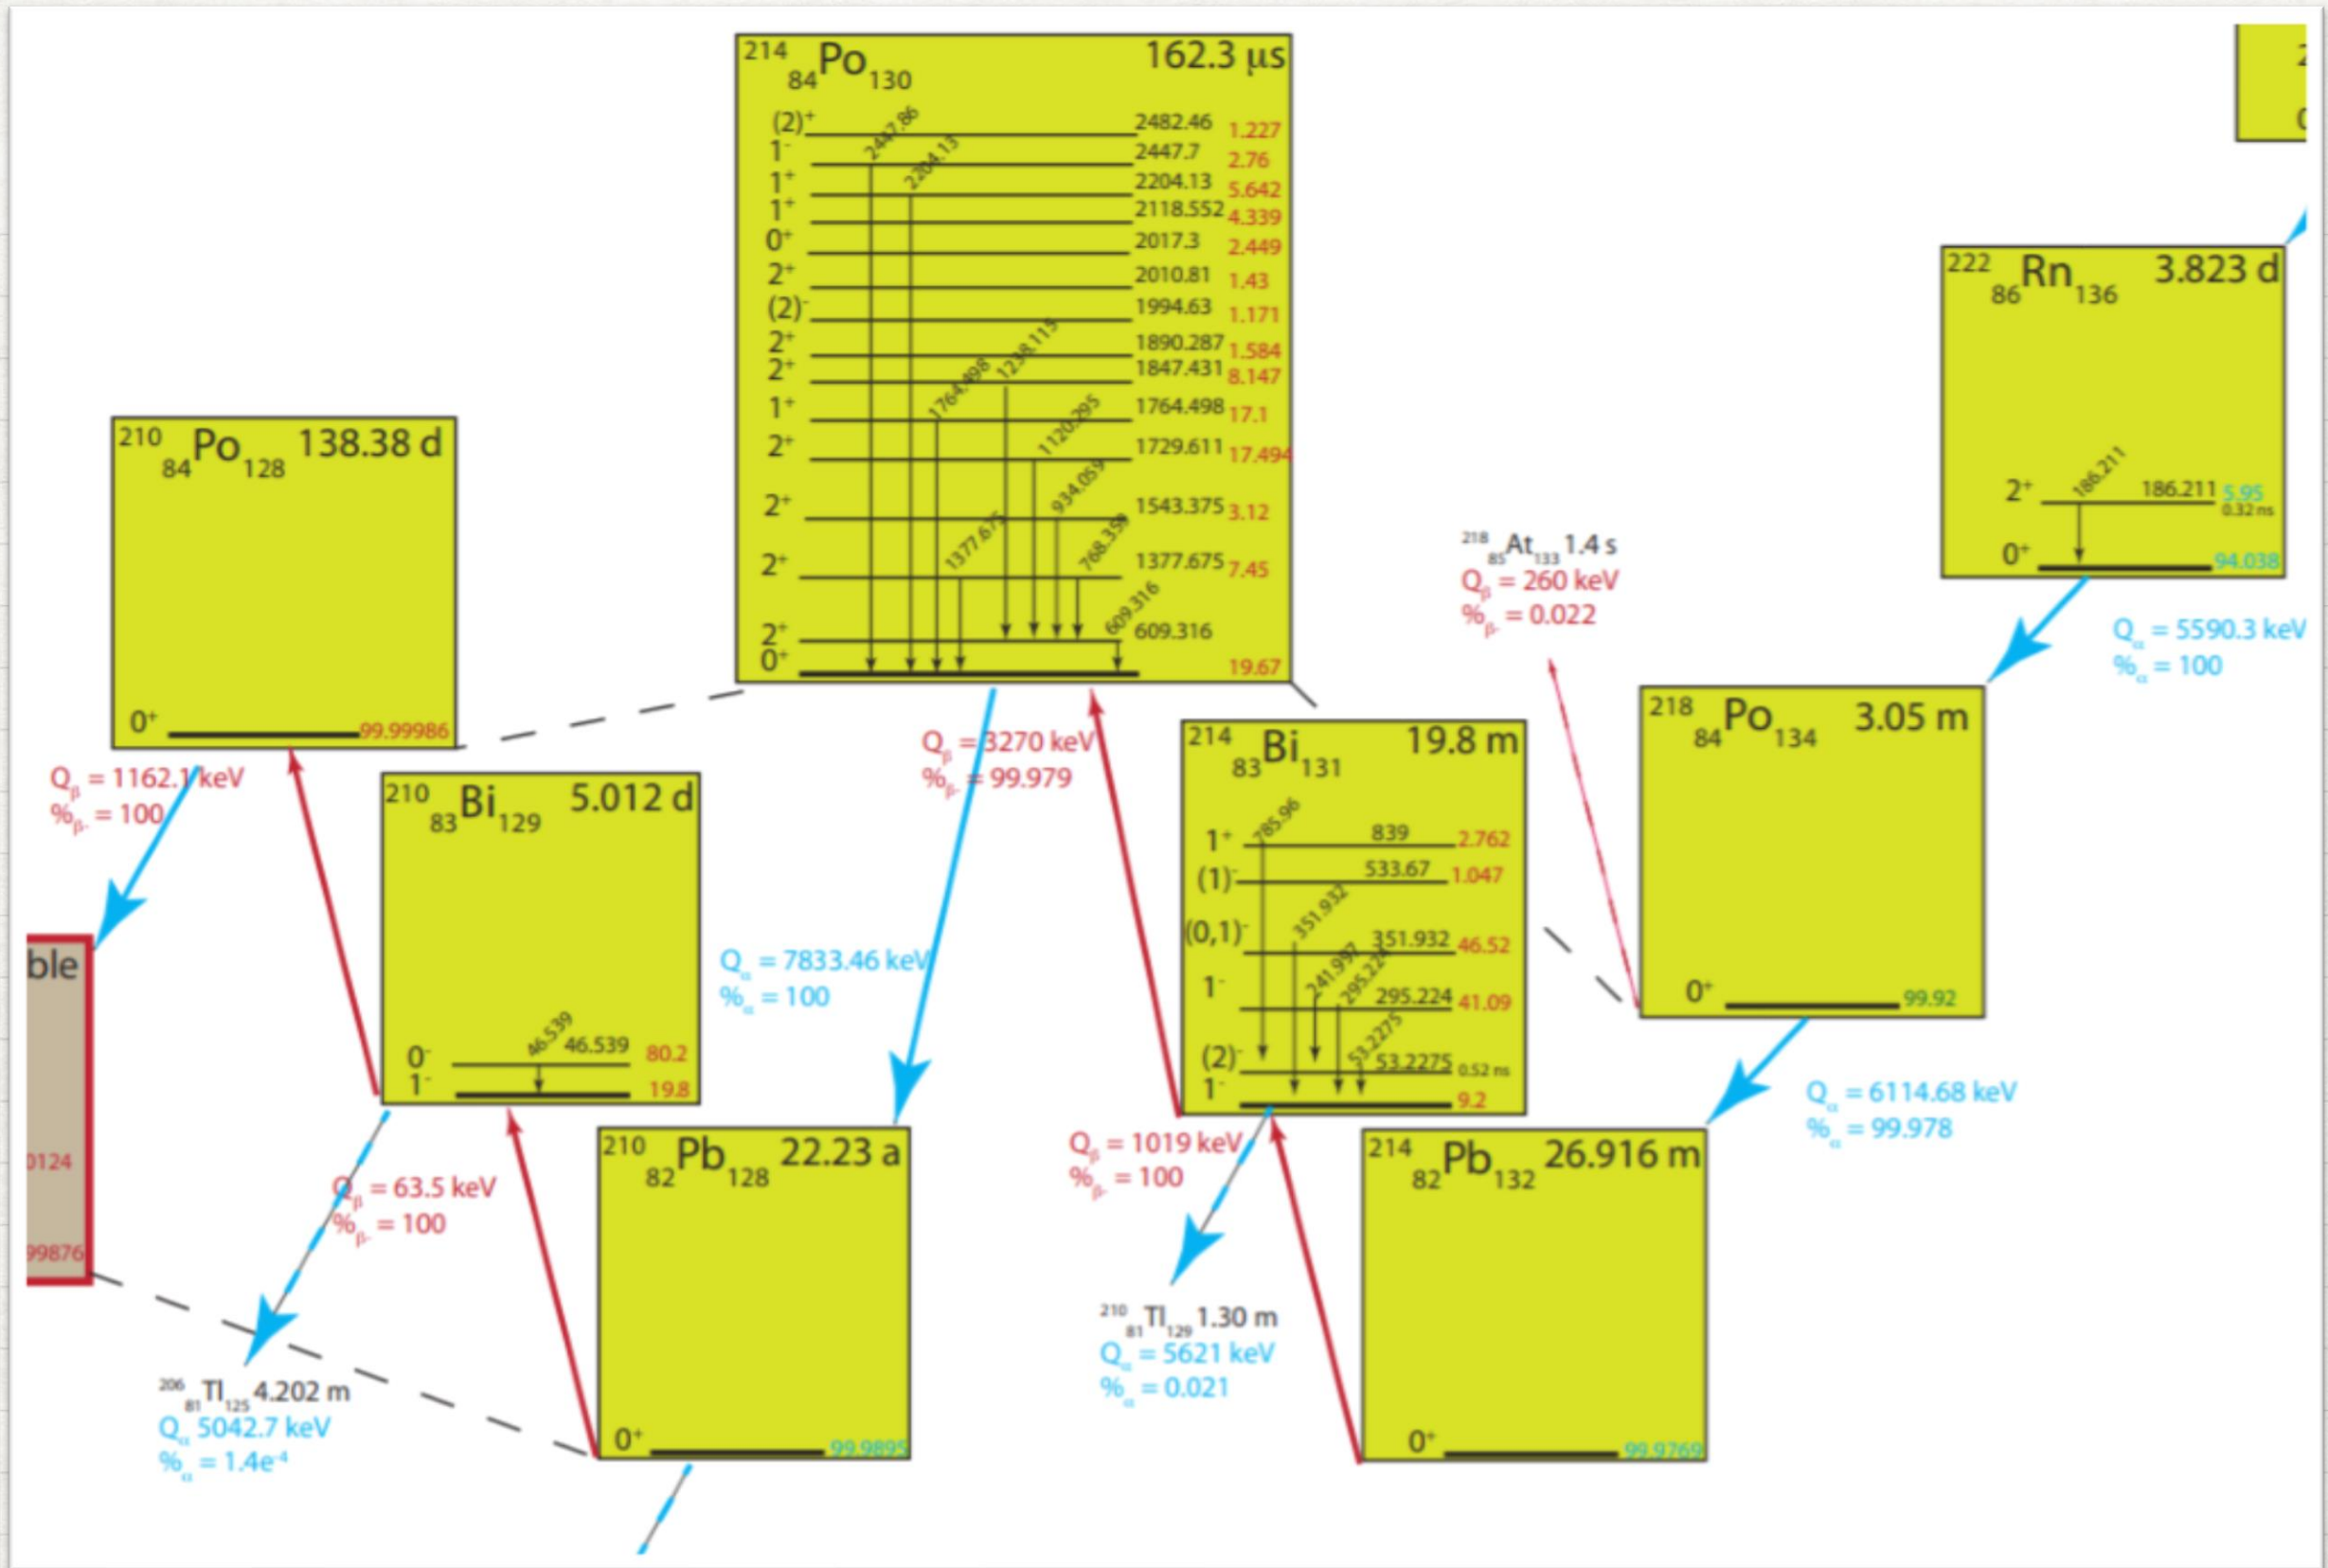 214 84 Po 130 162.3 μs
(2)+ 2447.86 2482.46 1.227
1- 2204.13 2447.7 2.76
1+ 2204.13 5.642
1+ 2118.552 4.339
0+ 2017.3 2.449
2+ 2010.81 1.43
(2)- 1994.63 1.171
2+ 1238.115 1890.287 1.584
2+ 1764.498 1847.431 8.147
1+ 1120.295 1764.498 17.1
2+ 934.059 1729.611 17.494
2+ 1377.675 768.359 1543.375 3.12
2+ 1377.675 7.45
2+ 609.316 609.316
0+ 19.67
222 86 Rn 136 3.823 d
2+ 186.211 186.211 5.95
0.32 ns
0+ 94.038
Qα = 5590.3 keV
%α = 100
218 85 At 133 1.4 s
Qβ = 260 keV
%β- = 0.022
210 84 Po 128 138.38 d
0+ 99.99986
Qβ = 1162.1 keV
%β- = 100
210 83 Bi 129 5.012 d
46.539
0- 46.539 80.2
1- 19.8
Qβ = 3270 keV
%β- = 99.979
214 83 Bi 131 19.8 m
785.96
1+ 839 2.762
(1)- 533.67 1.047
351.932
(0,1)- 351.932 46.52
241.997 295.224
1- 295.224 41.09
53.2275
(2)- 53.2275 0.52 ns
1- 9.2
218 84 Po 134 3.05 m
0+ 99.92
Qα = 7833.46 keV
%α = 100
Qα = 6114.68 keV
%α = 99.978
ble
0124
99876
Qβ = 63.5 keV
%β- = 100
210 82 Pb 128 22.23 a
0+ 99.9895
Qβ = 1019 keV
%β- = 100
214 82 Pb 132 26.916 m
0+ 99.9769
210 81 Tl 129 1.30 m
Qα = 5621 keV
%α = 0.021
206 81 Tl 125 4.202 m
Qα 5042.7 keV
%α = 1.4e-4